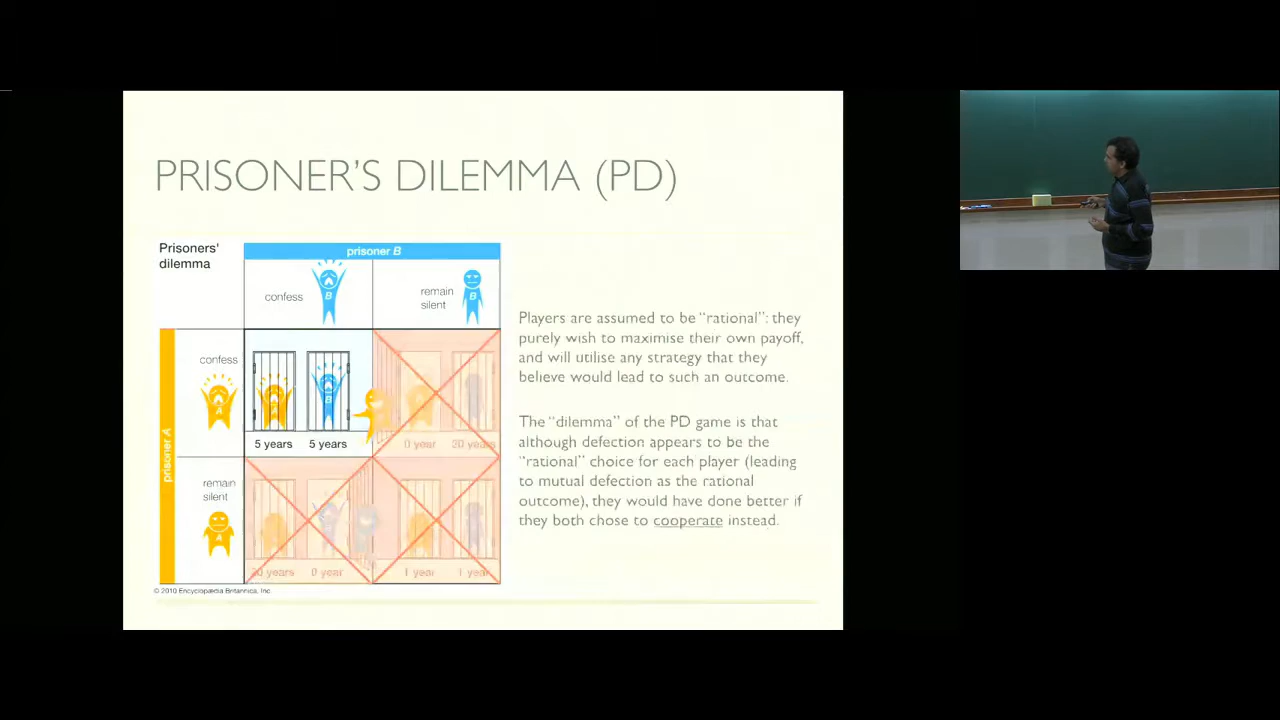 PRISONER'S DILEMMA (PD)
Prisoners'
dilemma
prisoner B
confess
B
remain
silent
B
prisoner A
confess
A
A
B
5 years
5 years
0 year
20 years
remain
silent
A
20 years
0 year
1 year
1 year
© 2010 Encyclopædia Britannica, Inc.
Players are assumed to be "rational": they
purely wish to maximise their own payoff,
and will utilise any strategy that they
believe would lead to such an outcome.
The "dilemma" of the PD game is that
although defection appears to be the
"rational" choice for each player (leading
to mutual defection as the rational
outcome), they would have done better if
they both chose to cooperate instead.